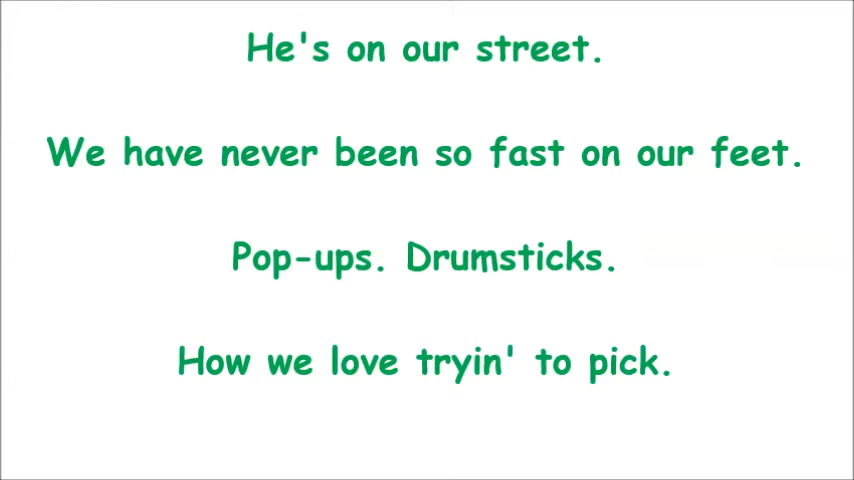 He's on our street.
We have never been so fast on our feet.
Pop-ups. Drumsticks.
How we love tryin' to pick.